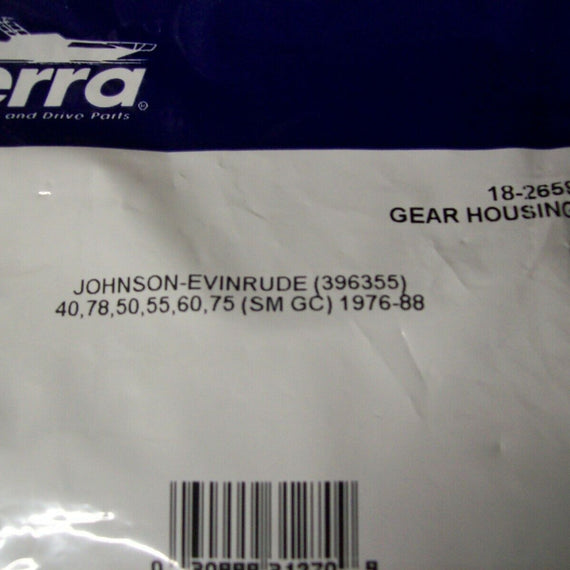 erra®
and Drive Parts
18-2659
GEAR HOUSING
JOHNSON-EVINRUDE (396355)
40,78,50,55,60,75 (SM GC) 1976-88